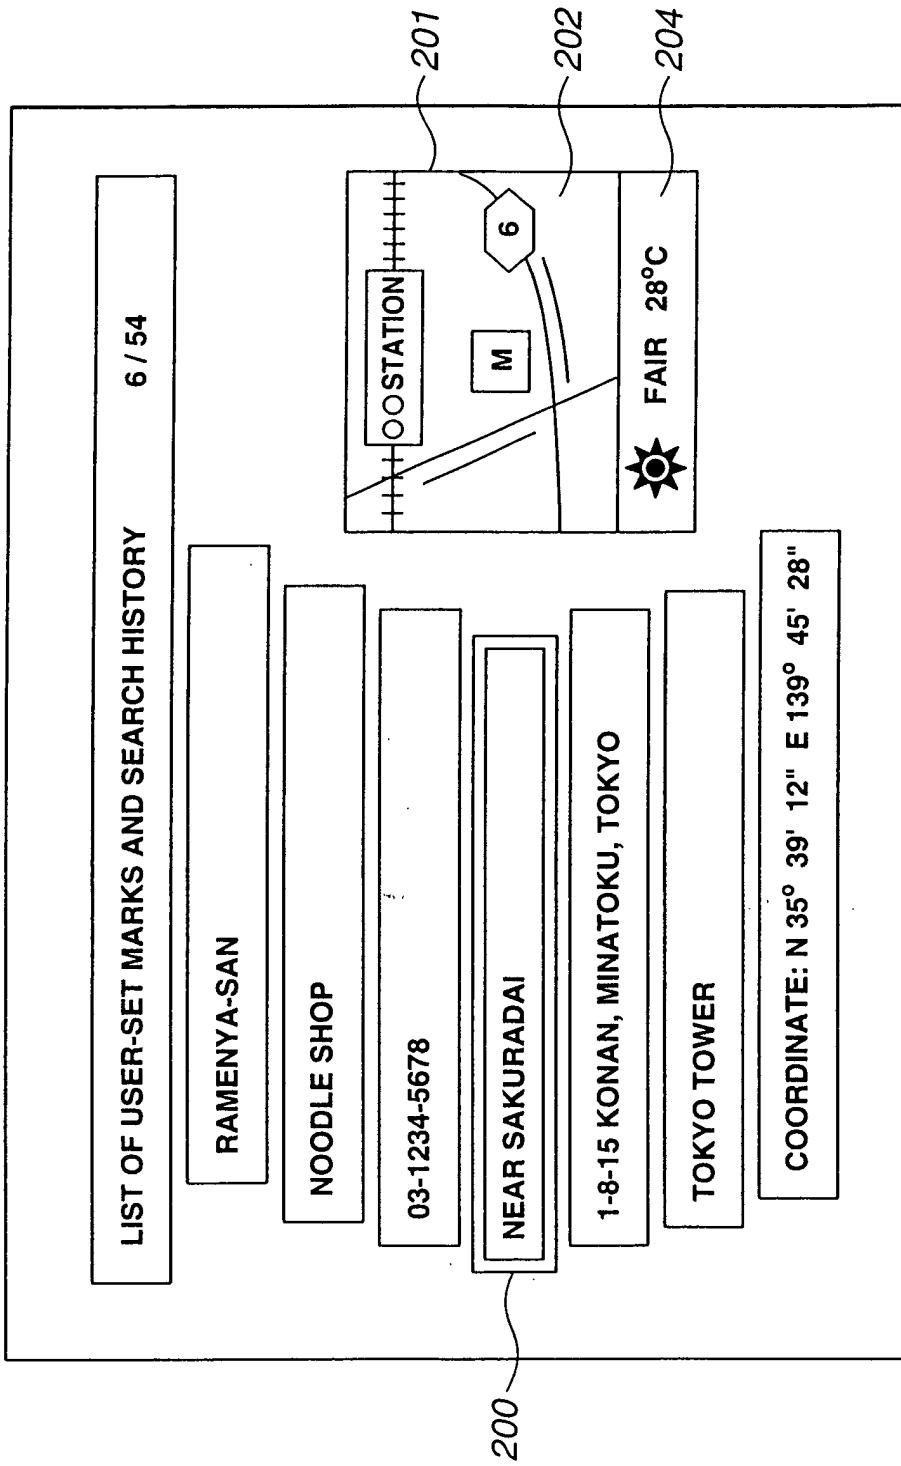 LIST OF USER-SET MARKS AND SEARCH HISTORY 6 / 54
RAMENYA-SAN
NOODLE SHOP
03-1234-5678
NEAR SAKURADAI
1-8-15 KONAN, MINATOKU, TOKYO
TOKYO TOWER
COORDINATE: N 35° 39' 12" E 139° 45' 28"
○○STATION
M
6
FAIR 28°C
200
201
202
204